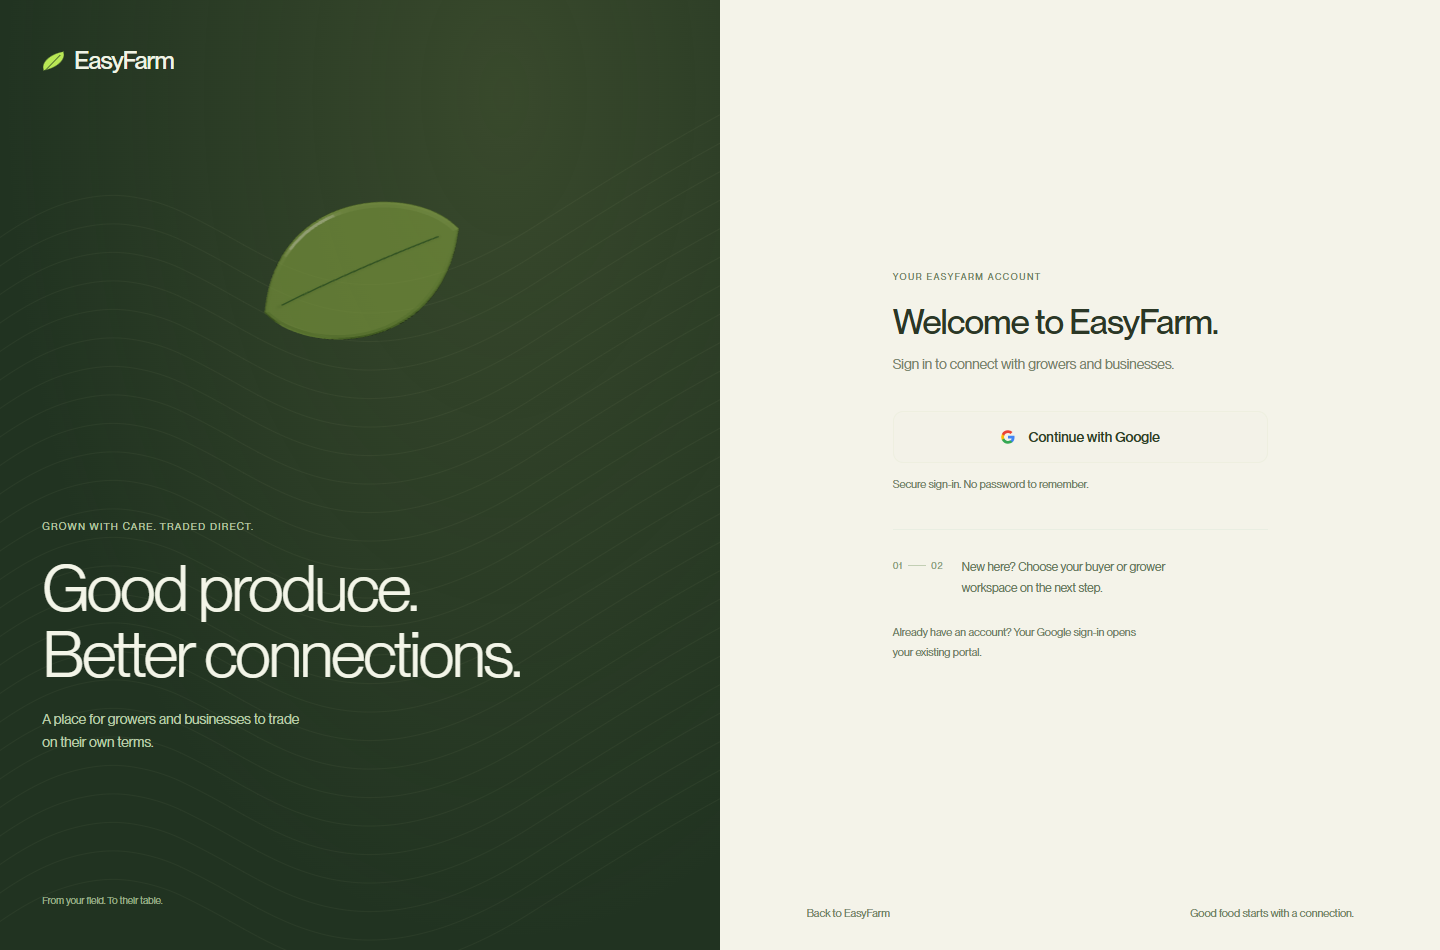 EasyFarm
GROWN WITH CARE. TRADED DIRECT.
Good produce.
Better connections.
A place for growers and businesses to trade
on their own terms.
From your field. To their table.
YOUR EASYFARM ACCOUNT
Welcome to EasyFarm.
Sign in to connect with growers and businesses.
Continue with Google
Secure sign-in. No password to remember.
01 — 02 New here? Choose your buyer or grower
workspace on the next step.
Already have an account? Your Google sign-in opens
your existing portal.
Back to EasyFarm
Good food starts with a connection.